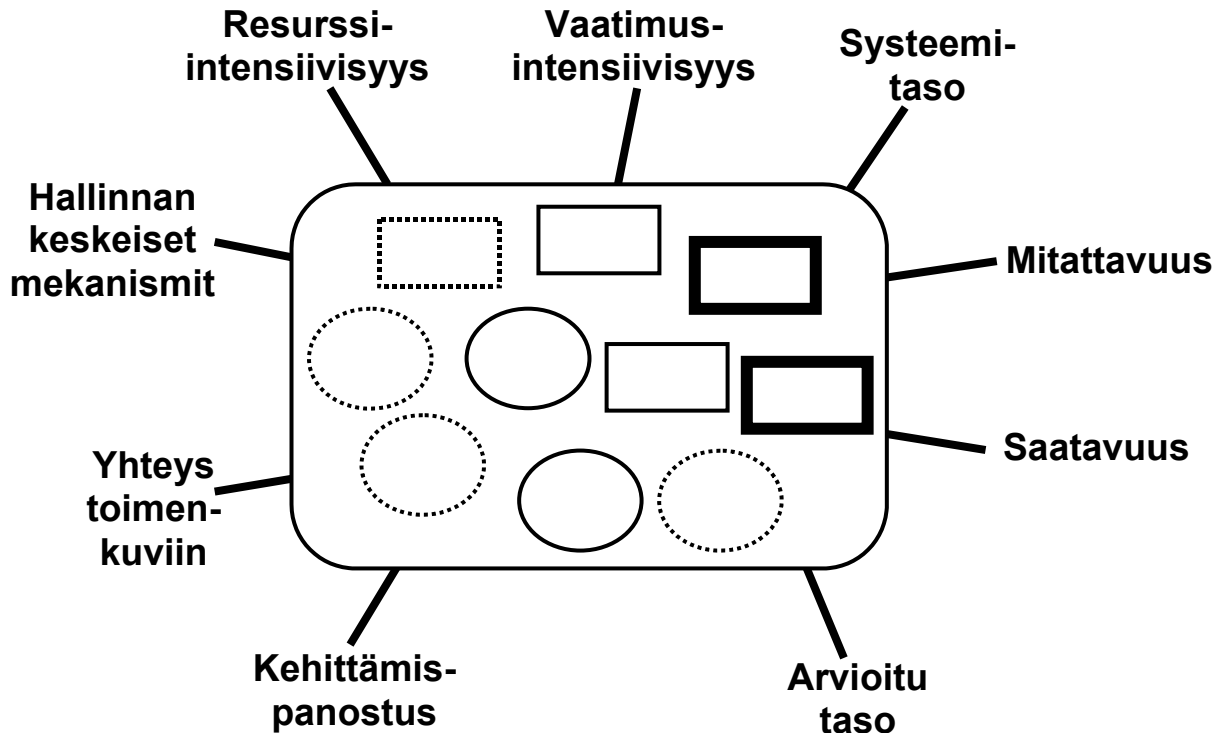 Resurssi-
intensiivisyys
Vaatimus-
intensiivisyys
Systeemi-
taso
Hallinnan
keskeiset
mekanismit
Mitattavuus
Saatavuus
Yhteys
toimen-
kuviin
Kehittämis-
panostus
Arvioitu
taso